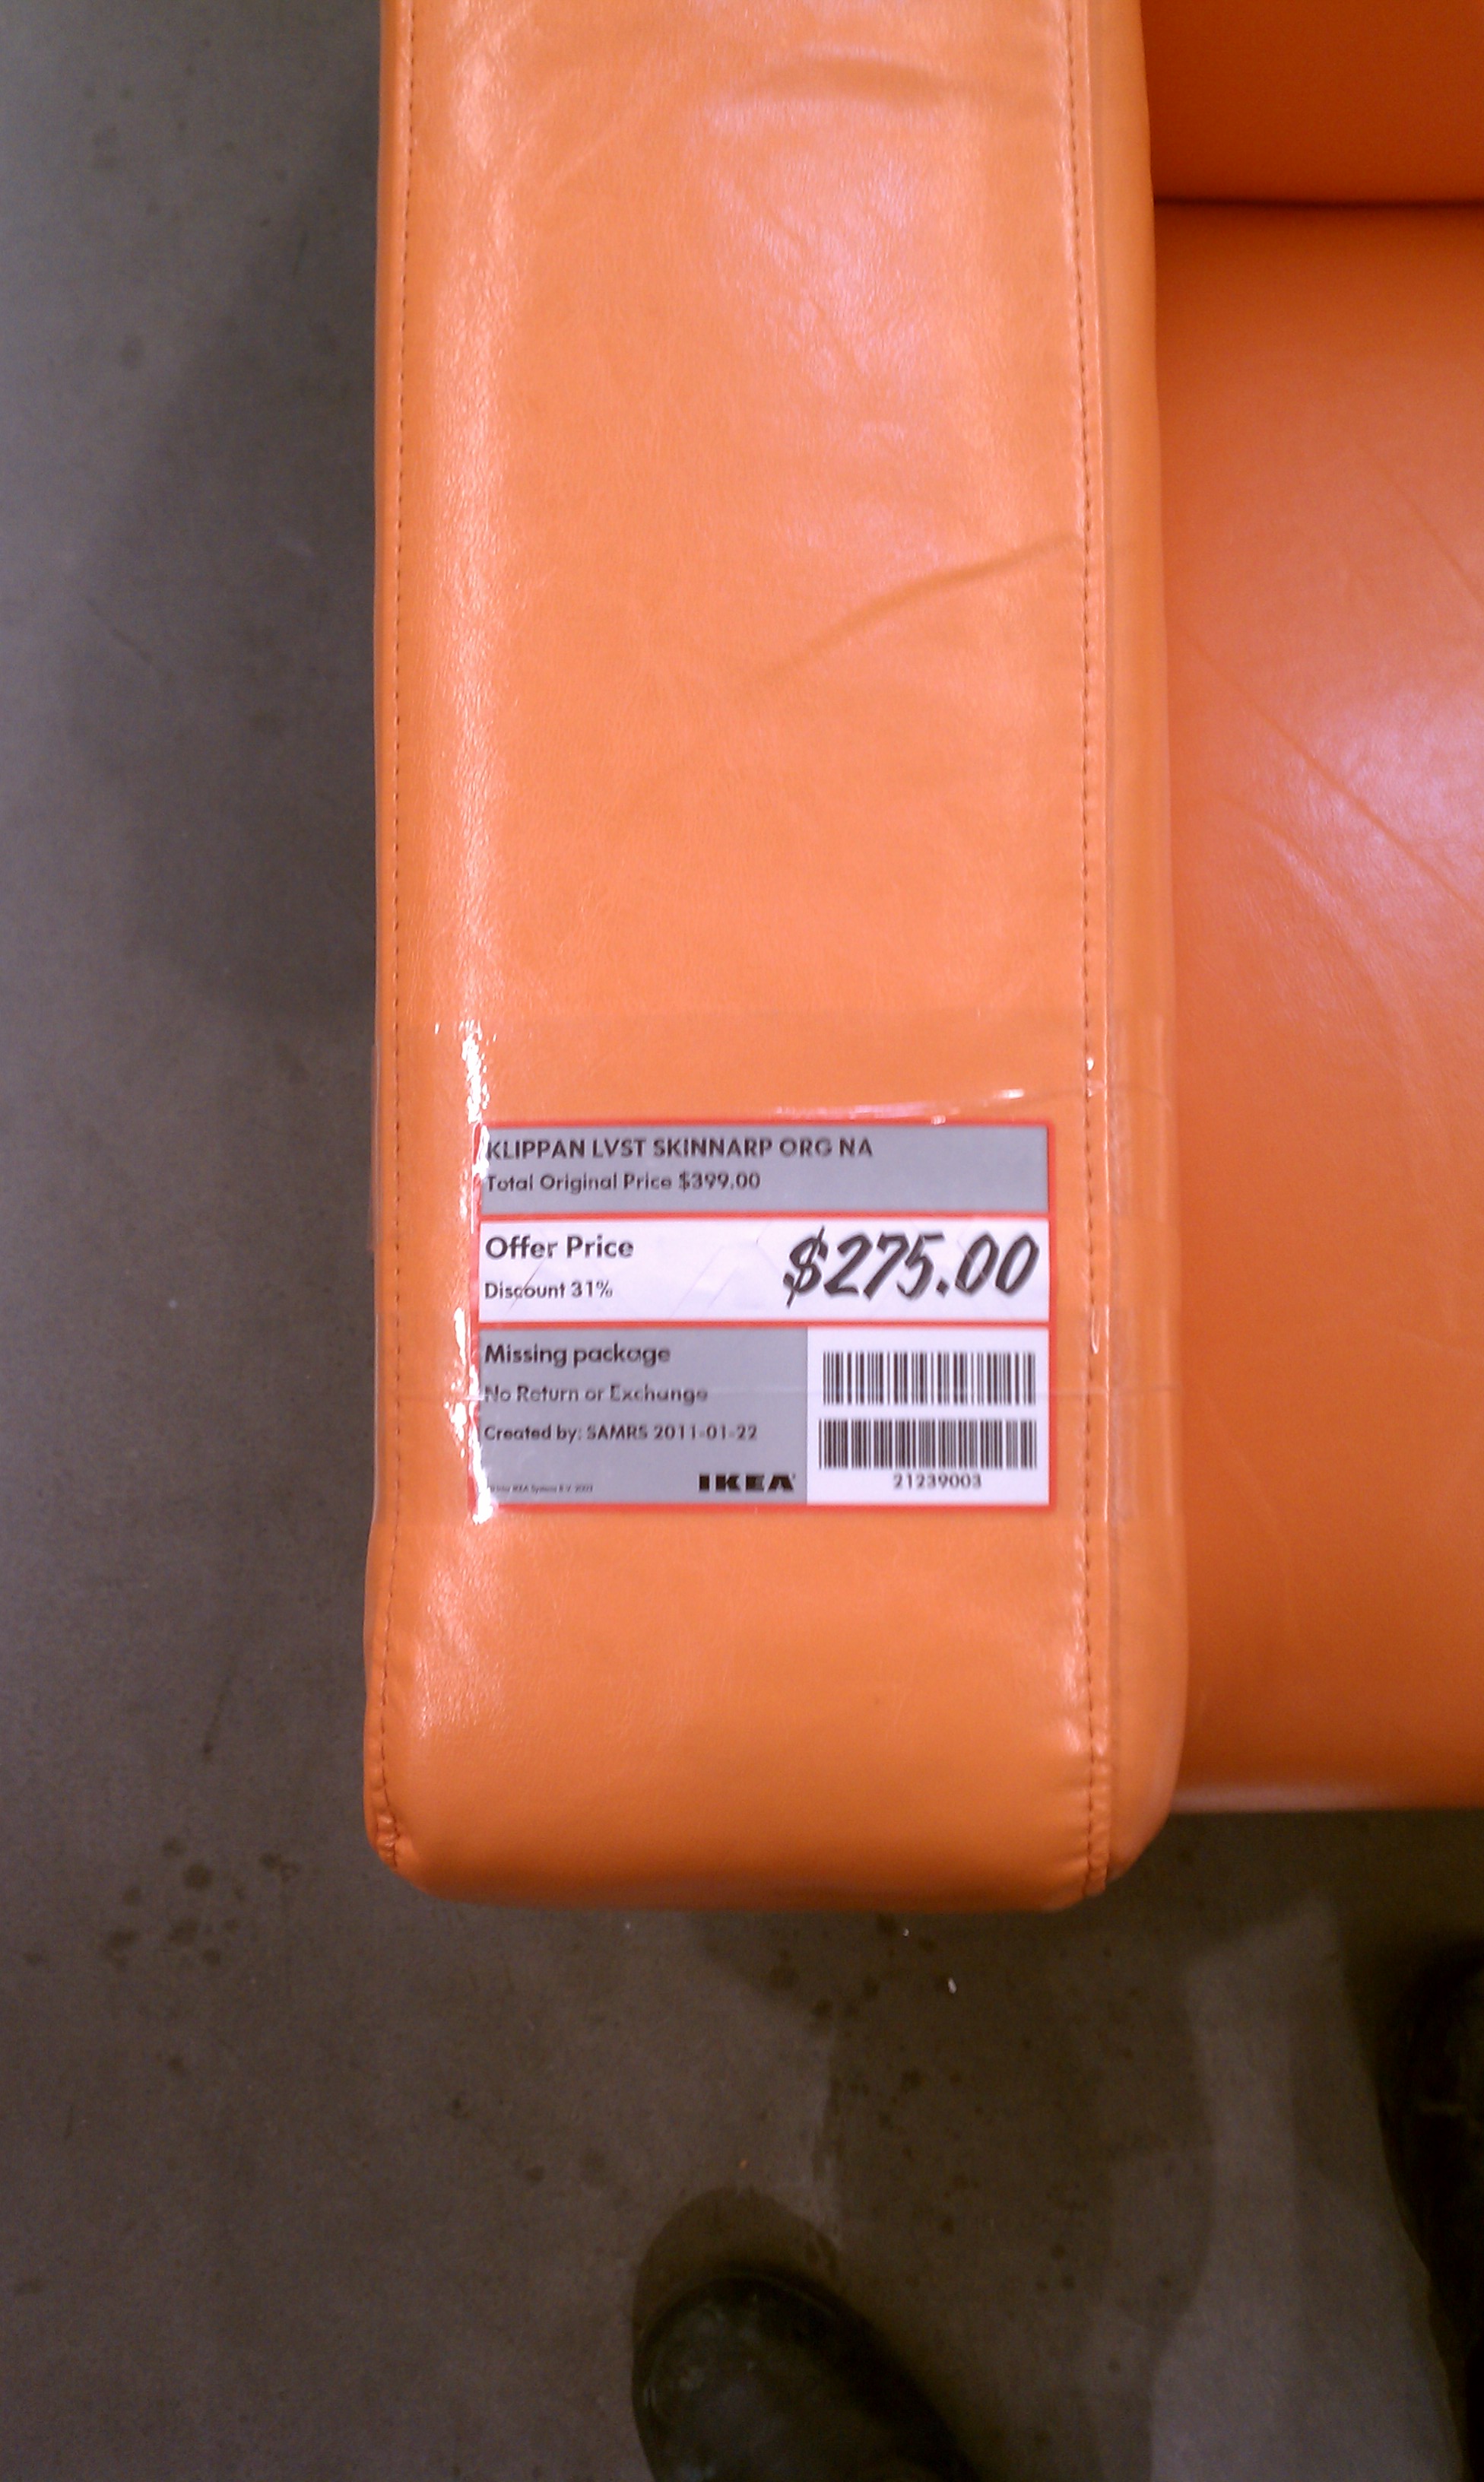 KLIPPAN LVST SKINNARP ORG NA
Total Original Price $399.00
Offer Price
$275.00
Discount 31%
Missing package
No Return or Exchange
Created by: SAMRS 2011-01-22
IKEA
21239003